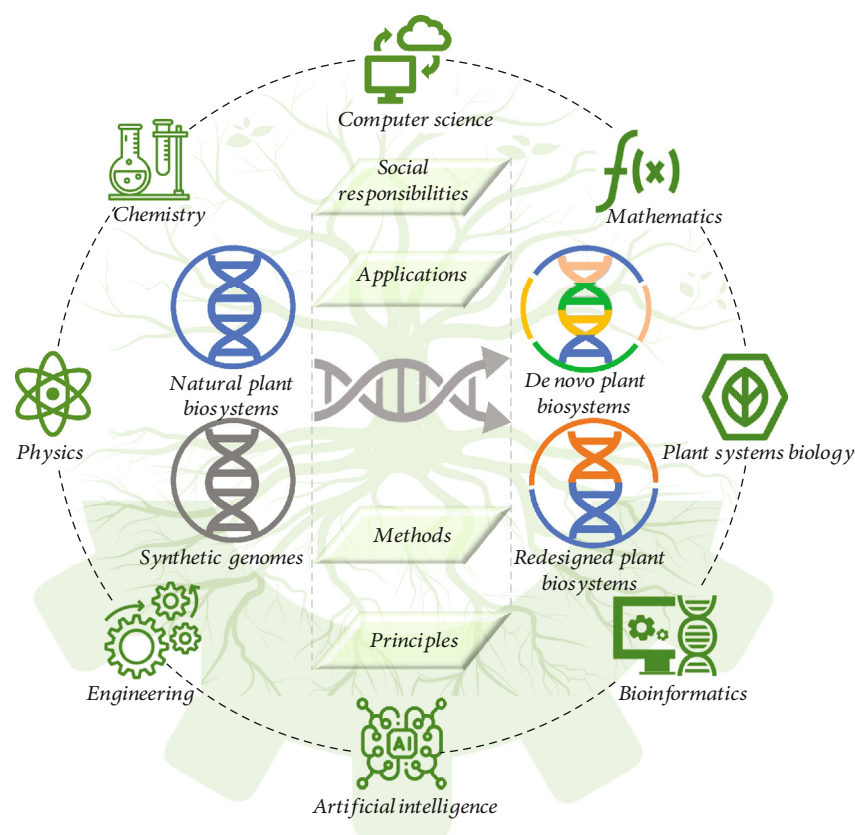 Computer science
Social
responsibilities
f(x)
Chemistry
Mathematics
Applications
Natural plant
biosystems
De novo plant
biosystems
Physics
Plant systems biology
Synthetic genomes
Methods
Redesigned plant
biosystems
Principles
Engineering
Bioinformatics
AI
Artificial intelligence